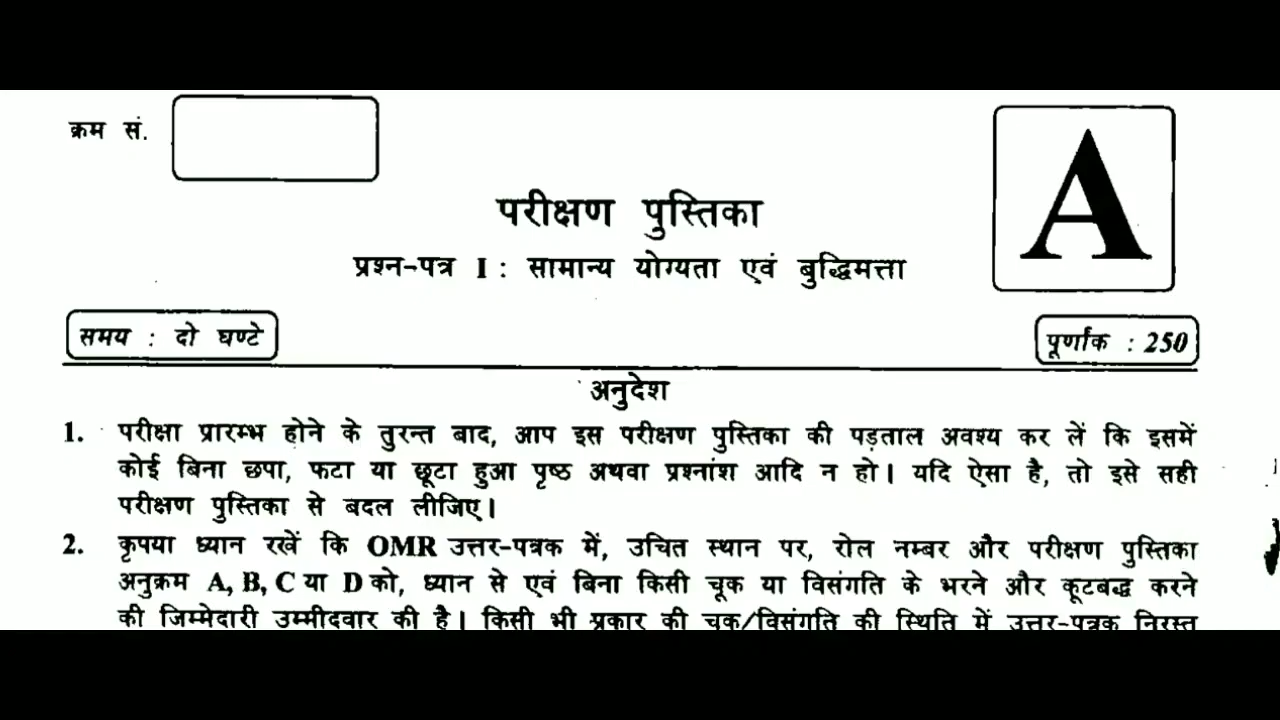 क्रम सं.
A
परीक्षण पुस्तिका
प्रश्न-पत्र I : सामान्य योग्यता एवं बुद्धिमत्ता
समय : दो घण्टे
पूर्णांक : 250
अनुदेश
1. परीक्षा प्रारम्भ होने के तुरन्त बाद, आप इस परीक्षण पुस्तिका की पड़ताल अवश्य कर लें कि इसमें
कोई बिना छपा, फटा या छूटा हुआ पृष्ठ अथवा प्रश्नांश आदि न हो। यदि ऐसा है, तो इसे सही
परीक्षण पुस्तिका से बदल लीजिए।
2. कृपया ध्यान रखें कि OMR उत्तर-पत्रक में, उचित स्थान पर, रोल नम्बर और परीक्षण पुस्तिका
अनुक्रम A, B, C या D को, ध्यान से एवं बिना किसी चूक या विसंगति के भरने और कूटबद्ध करने
की जिम्मेदारी उम्मीदवार की है। किसी भी प्रकार की चूक/विसंगति की स्थिति में उत्तर-पत्रक निरस्त